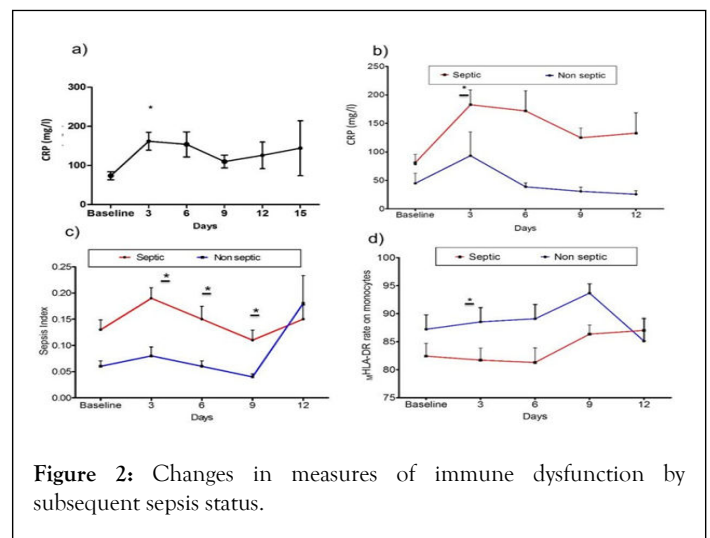 a)
300
200
100
0
CRP (mg/l)
*
Baseline 3 6 9 12 15
Days
b)
Septic Non septic
250
200
150
100
50
0
CRP (mg/l)
*
Baseline 3 6 9 12
Days
c)
Septic Non septic
0.25
0.20
0.15
0.10
0.05
0.00
Sepsis Index
* * *
Baseline 3 6 9 12
Days
d)
Septic Non septic
100
95
90
85
80
75
MHLA-DR rate on monocytes
*
Baseline 3 6 9 12
Days
Figure 2: Changes in measures of immune dysfunction by
subsequent sepsis status.